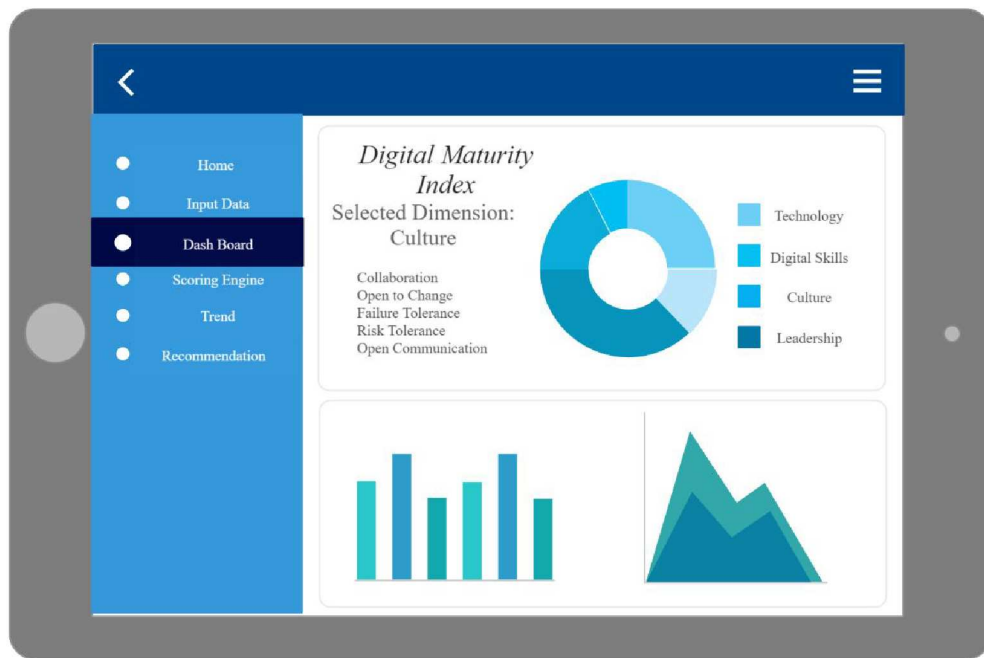 Home
Input Data
Dash Board
Scoring Engine
Trend
Recommendation
Digital Maturity
Index
Selected Dimension:
Culture
Collaboration
Open to Change
Failure Tolerance
Risk Tolerance
Open Communication
Technology
Digital Skills
Culture
Leadership